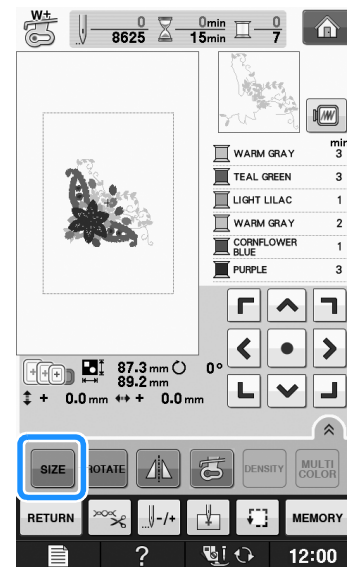 W+
0 0min 0
8625 15min 7
min
WARM GRAY 3
TEAL GREEN 3
LIGHT LILAC 1
WARM GRAY 2
CORNFLOWER
BLUE 1
PURPLE 3
87.3 mm 0°
89.2 mm
+ 0.0 mm + 0.0 mm
SIZE ROTATE DENSITY MULTI
COLOR
RETURN -/+ MEMORY
? 12:00